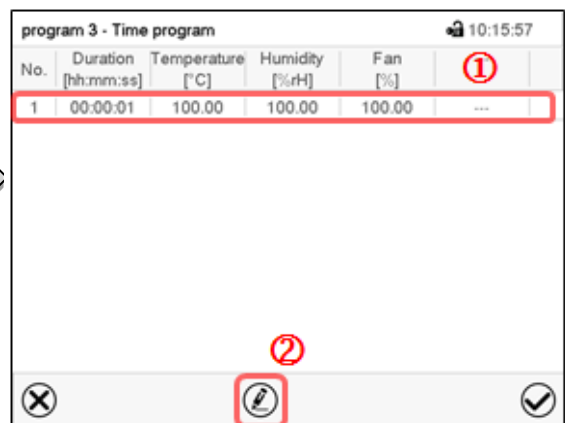 program 3 - Time program 10:15:57
No. Duration [hh:mm:ss] Temperature [°C] Humidity [%rH] Fan [%] ①
1 00:00:01 100.00 100.00 100.00 ---
②